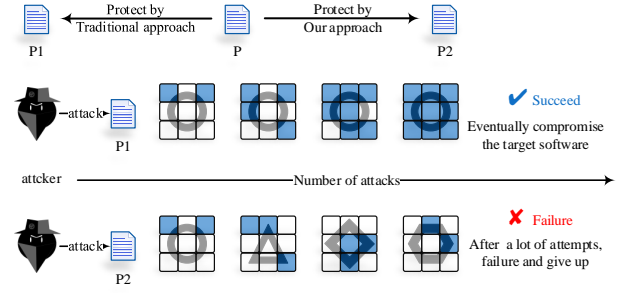 Protect by
Traditional approach
Protect by
Our approach
P1
P
P2
attack
P1
Succeed
Eventually compromise
the target software
attcker
Number of attacks
attack
P2
Failure
After a lot of attempts,
failure and give up